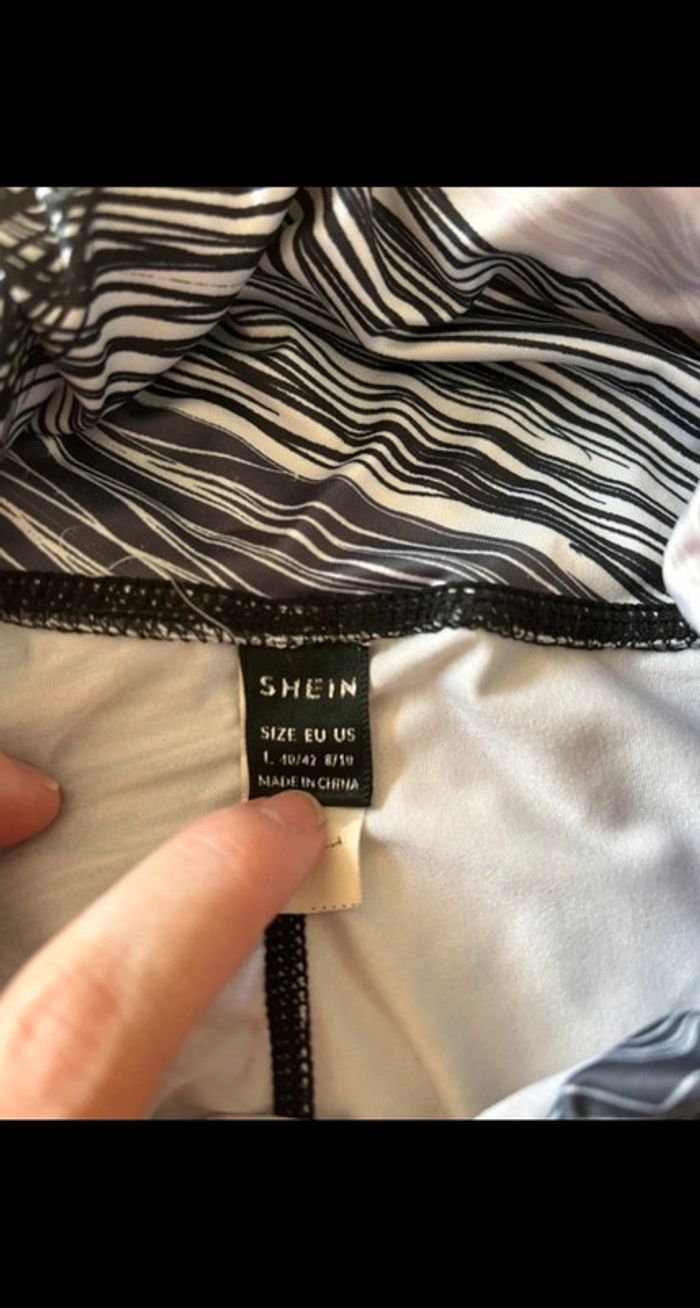 SHEIN
SIZE EU US
L 40/42 8/10
MADE IN CHINA